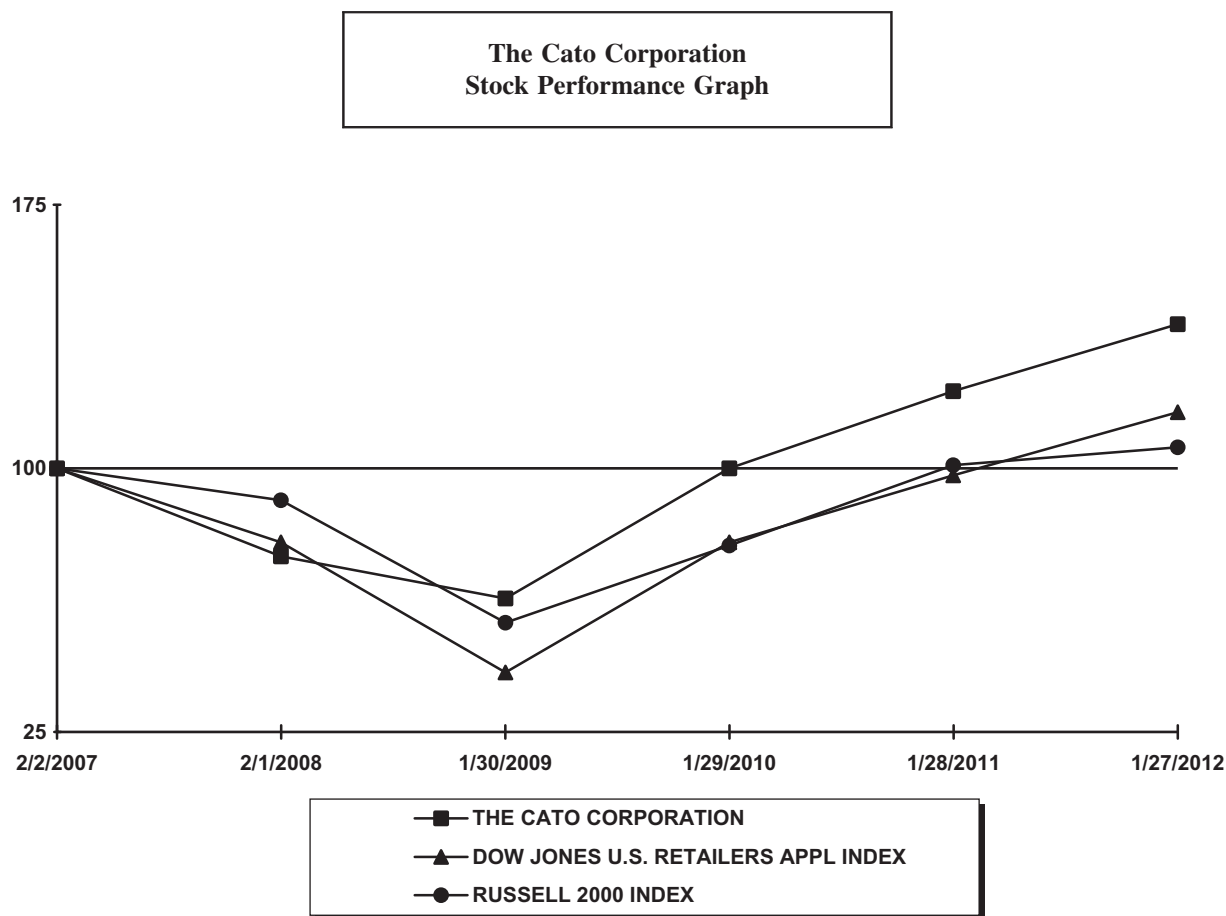 The Cato Corporation
Stock Performance Graph
175
100
25
2/2/2007 2/1/2008 1/30/2009 1/29/2010 1/28/2011 1/27/2012
THE CATO CORPORATION
DOW JONES U.S. RETAILERS APPL INDEX
RUSSELL 2000 INDEX